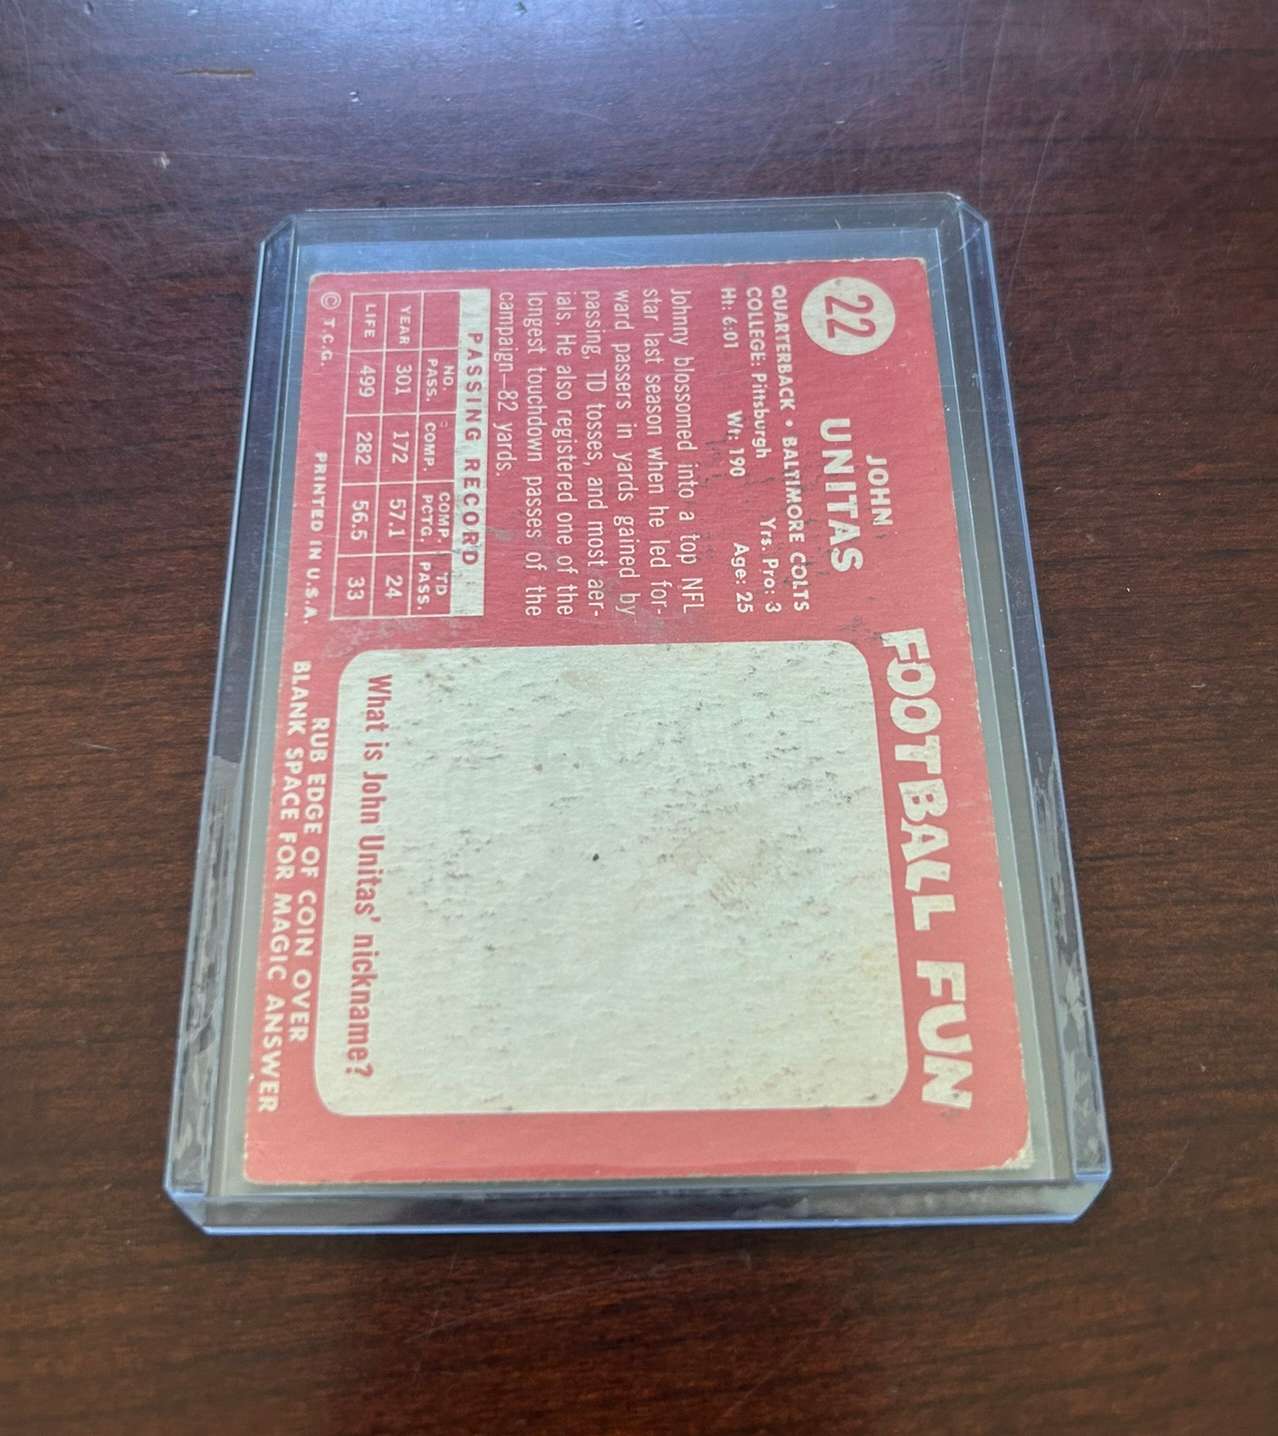 22
JOHN
UNITAS
QUARTERBACK • BALTIMORE COLTS
COLLEGE: Pittsburgh Yrs. Pro: 3
Ht: 6:01 Wt: 190 Age: 25
Johnny blossomed into a top NFL
star last season when he led for-
ward passers in yards gained by
passing, TD tosses, and most aer-
ials. He also registered one of the
longest touchdown passes of the
campaign—82 yards.
PASSING RECORD
NO. PASS. COMP. COMP. PCTG. TD PASS.
YEAR 301 172 57.1 24
LIFE 499 282 56.5 33
© T.C.G. PRINTED IN U.S.A.
FOOTBALL FUN
What is John Unitas' nickname?
RUB EDGE OF COIN OVER
BLANK SPACE FOR MAGIC ANSWER